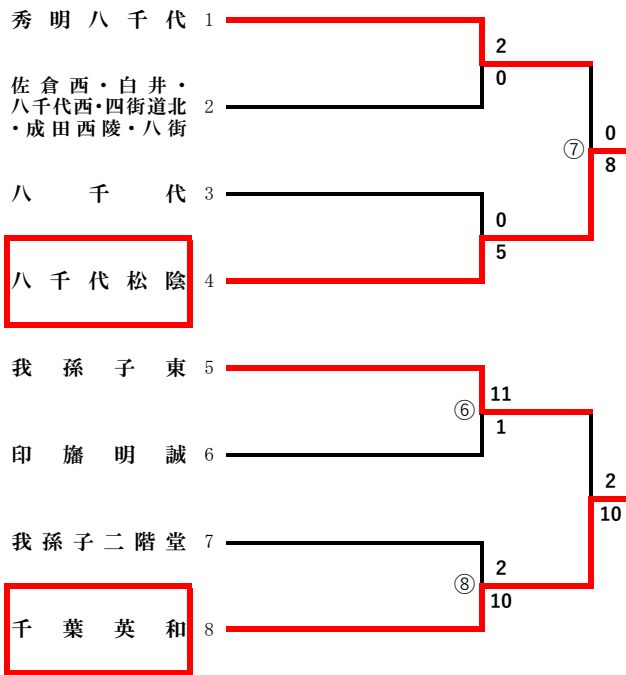 秀明八千代 1
2
0
佐倉西・白井・
八千代西・四街道北 2
・成田西陵・八街
⑦
0
8
八千代 3
0
5
八千代松陰 4
我孫子東 5
⑥
11
1
印旛明誠 6
2
10
我孫子二階堂 7
⑧
2
10
千葉英和 8